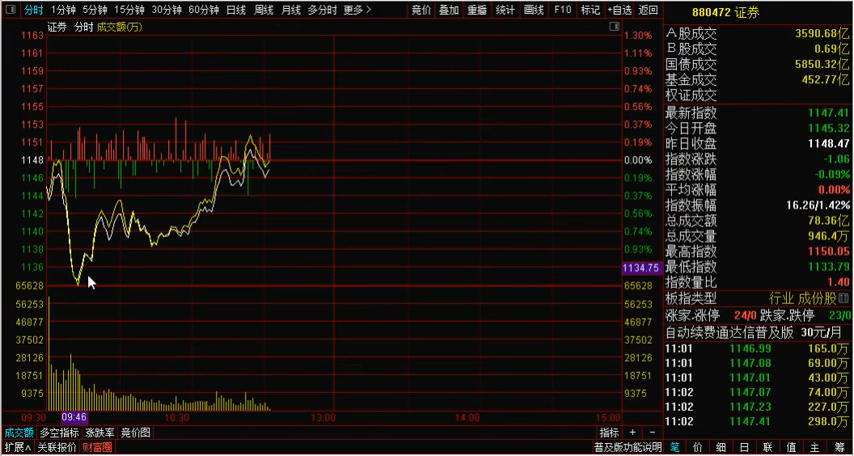 分时 1分钟 5分钟 15分钟 30分钟 60分钟 日线 周线 月线 多分时 更多 > 竞价 叠加 重播 统计 画线 F10 标记 +自选 返回
880472 证券
证券 分时 成交额(万)
1163 1.30%
1161 1.11%
1159 0.93%
1157 0.74%
1155 0.56%
1153 0.37%
1151 0.19%
1148 0.00%
1146 0.19%
1144 0.37%
1142 0.56%
1140 0.74%
1138 0.93%
1136 1134.75
65628 65628
56253 56253
46877 46877
37502 37502
28126 28126
18751 18751
9375 9375
09:30 09:46 10:30 13:00 14:00 15:00
成交额 多空指标 涨跌率 竞价图 指标 + -
扩展∧ 关联报价 财富圈 普及版功能说明
A股成交 3590.68亿
B股成交 0.69亿
国债成交 5850.32亿
基金成交 452.77亿
权证成交
最新指数 1147.41
今日开盘 1145.32
昨日收盘 1148.47
指数涨跌 -1.06
指数涨幅 -0.09%
平均涨幅 0.00%
指数振幅 16.26/1.42%
总成交额 78.36亿
总成交量 946.4万
最高指数 1150.05
最低指数 1133.79
指数量比 1.40
板指类型 行业 成份股
涨家.涨停 24/0 跌家.跌停 23/0
自动续费通达信普及版 30元/月
11:01 1146.99 165.0万
11:01 1147.08 69.00万
11:01 1147.01 43.00万
11:02 1147.07 74.00万
11:02 1147.23 227.0万
11:02 1147.41 298.0万
笔 价 细 日 联 值 主 筹